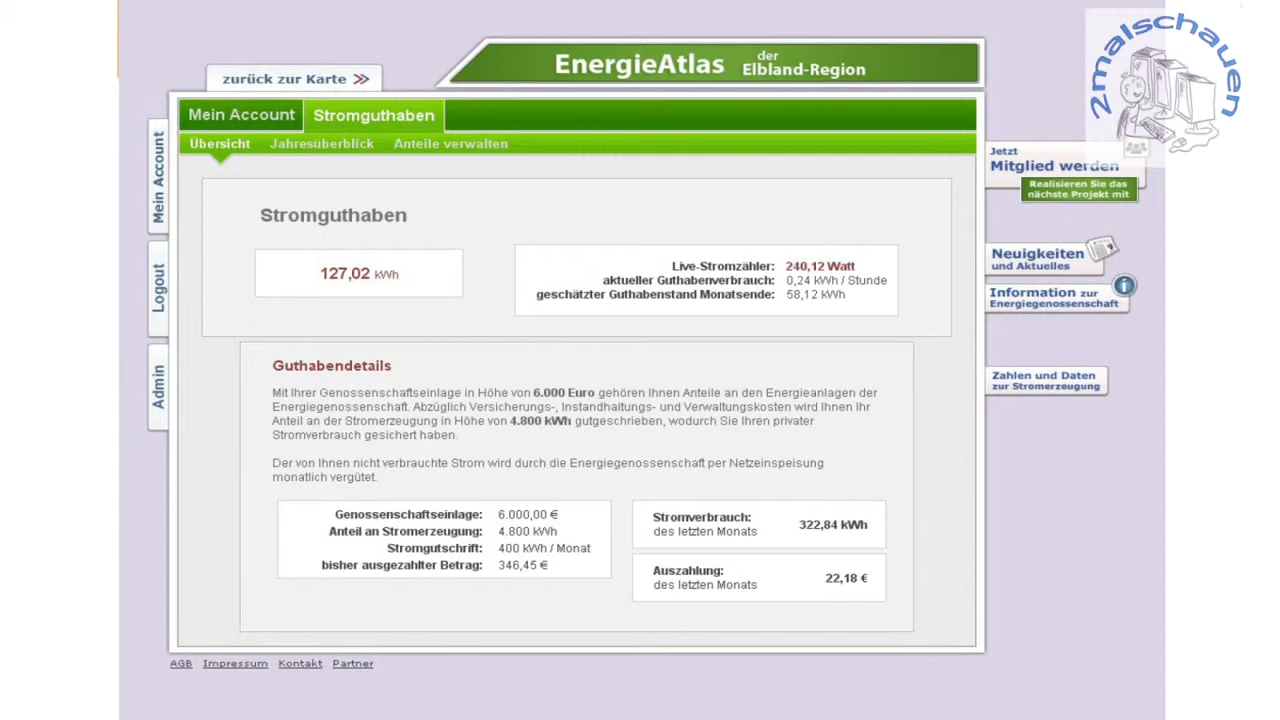 2malschauen
EnergieAtlas der Elbland-Region
zurück zur Karte
Mein Account
Stromguthaben
Übersicht
Jahresüberblick
Anteile verwalten
Mein Account
Logout
Admin
Stromguthaben
127,02 kWh
Live-Stromzähler: 240,12 Watt
aktueller Guthabenverbrauch: 0,24 kWh / Stunde
geschätzter Guthabenstand Monatsende: 58,12 kWh
Guthabendetails
Mit Ihrer Genossenschaftseinlage in Höhe von 6.000 Euro gehören Ihnen Anteile an den Energieanlagen der
Energiegenossenschaft. Abzüglich Versicherungs-, Instandhaltungs- und Verwaltungskosten wird Ihnen Ihr
Anteil an der Stromerzeugung in Höhe von 4.800 kWh gutgeschrieben, wodurch Sie Ihren privater
Stromverbrauch gesichert haben.
Der von Ihnen nicht verbrauchte Strom wird durch die Energiegenossenschaft per Netzeinspeisung
monatlich vergütet.
Genossenschaftseinlage: 6.000,00 €
Anteil an Stromerzeugung: 4.800 kWh
Stromgutschrift: 400 kWh / Monat
bisher ausgezahlter Betrag: 346,45 €
Stromverbrauch:
des letzten Monats
322,84 kWh
Auszahlung:
des letzten Monats
22,18 €
Jetzt
Mitglied werden
Realisieren Sie das
nächste Projekt mit
Neuigkeiten
und Aktuelles
Information zur
Energiegenossenschaft
Zahlen und Daten
zur Stromerzeugung
AGB Impressum Kontakt Partner